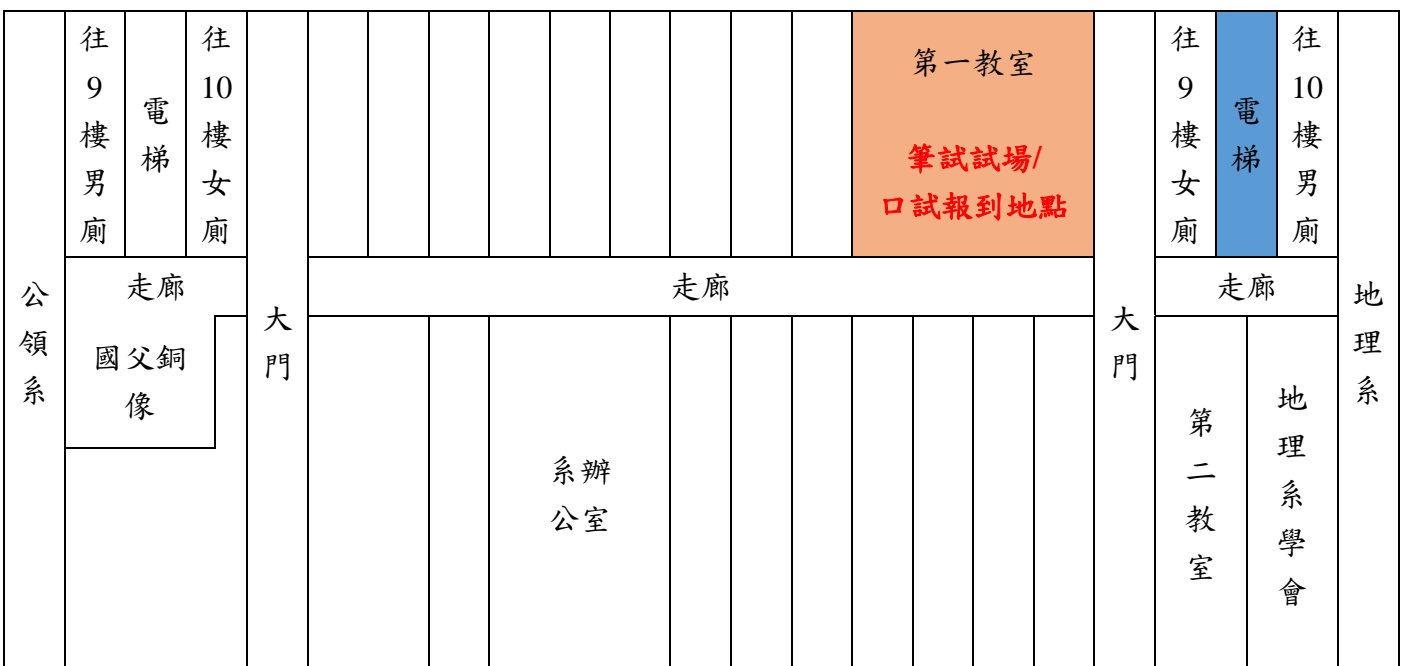 公領系
往9樓男廁
電梯
往10樓女廁
走廊
國父銅
像
大門
第一教室
筆試試場/
口試報到地點
走廊
系辦
公室
大門
往9樓女廁
電梯
往10樓男廁
走廊
第二教室
地理系學會
地理系